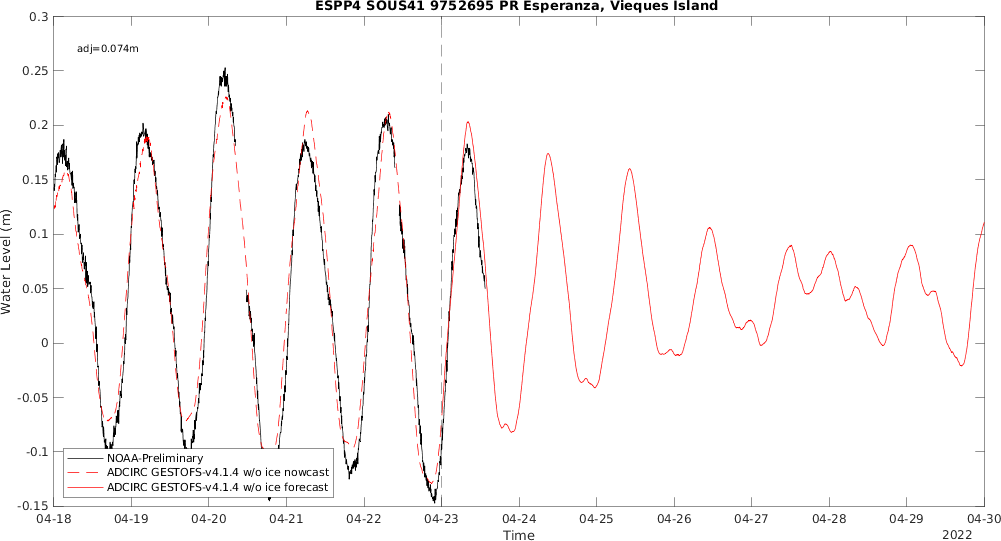 ESPP4 SOUS41 9752695 PR Esperanza, Vieques Island
adj=0.074m
0.3
0.25
0.2
0.15
0.1
0.05
0
-0.05
-0.1
-0.15
Water Level (m)
NOAA-Preliminary
ADCIRC GESTOFS-v4.1.4 w/o ice nowcast
ADCIRC GESTOFS-v4.1.4 w/o ice forecast
04-18 04-19 04-20 04-21 04-22 04-23 04-24 04-25 04-26 04-27 04-28 04-29 04-30
Time
2022